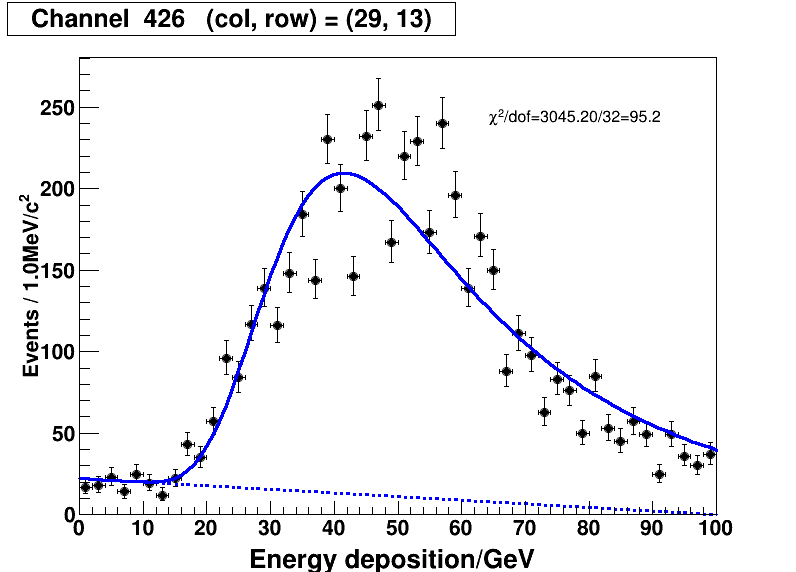 Channel 426 (col, row) = (29, 13)
250
200
150
100
50
0
Events / 1.0MeV/c²
χ²/dof=3045.20/32=95.2
0 10 20 30 40 50 60 70 80 90 100
Energy deposition/GeV